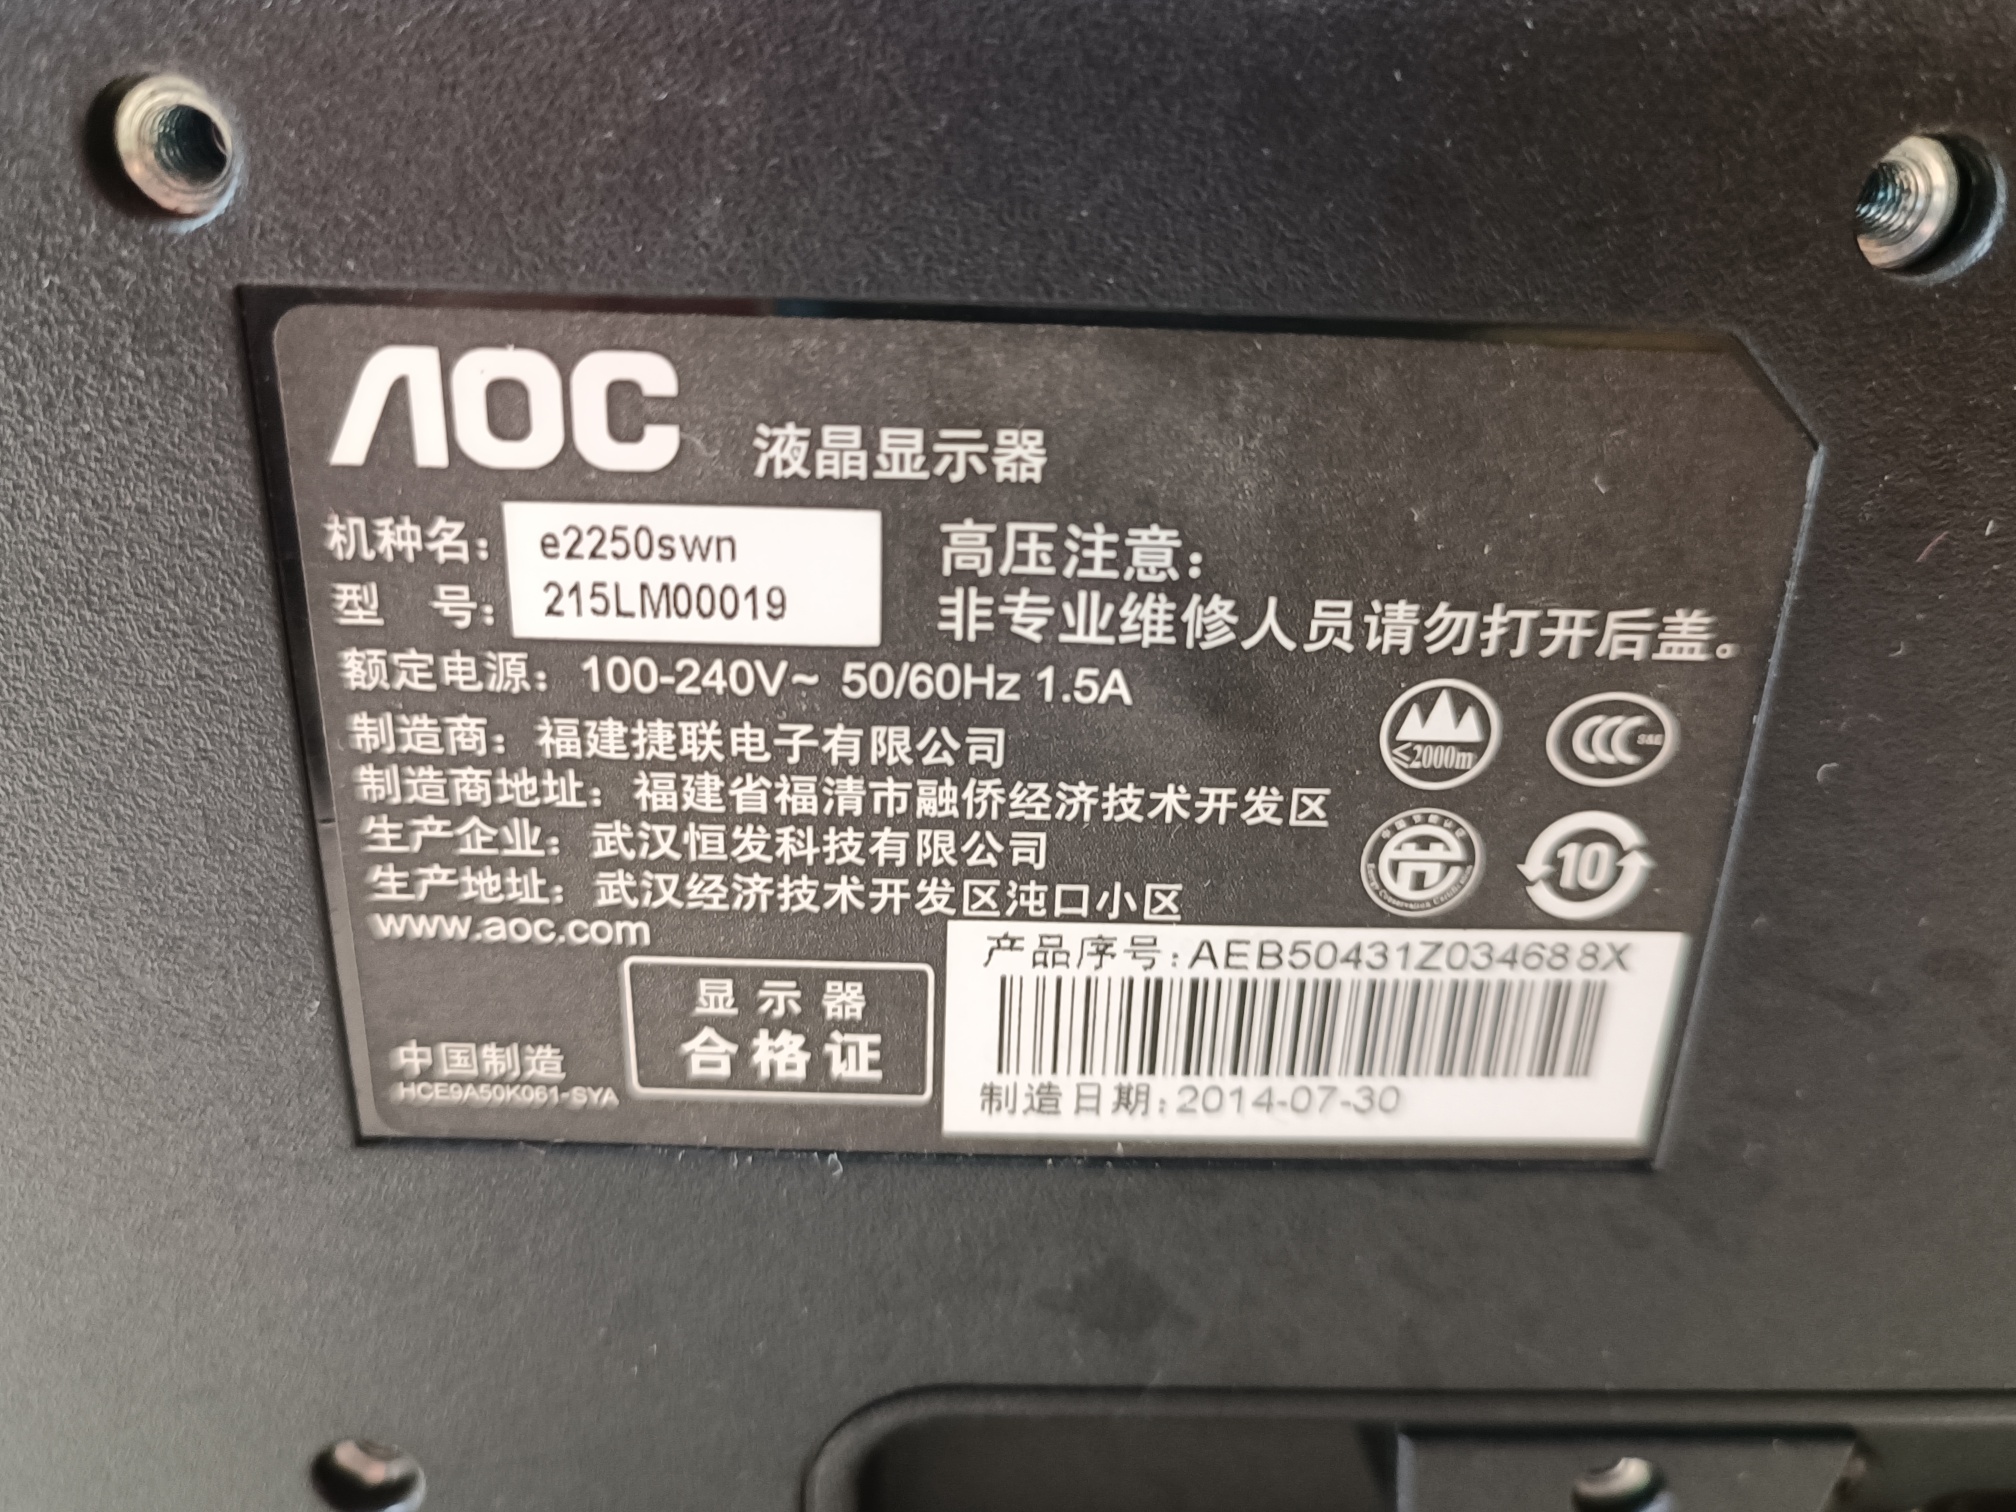 AOC 液晶显示器
机种名: e2250swn
型 号: 215LM00019
高压注意:
非专业维修人员请勿打开后盖。
额定电源: 100-240V~ 50/60Hz 1.5A
制造商: 福建捷联电子有限公司
制造商地址: 福建省福清市融侨经济技术开发区
生产企业: 武汉恒发科技有限公司
生产地址: 武汉经济技术开发区沌口小区
www.aoc.com
≤2000m
CCC S&E
10
显示器
合格证
中国制造
HCE9A50K061-SYA
产品序号: AEB50431Z034688X
制造日期: 2014-07-30